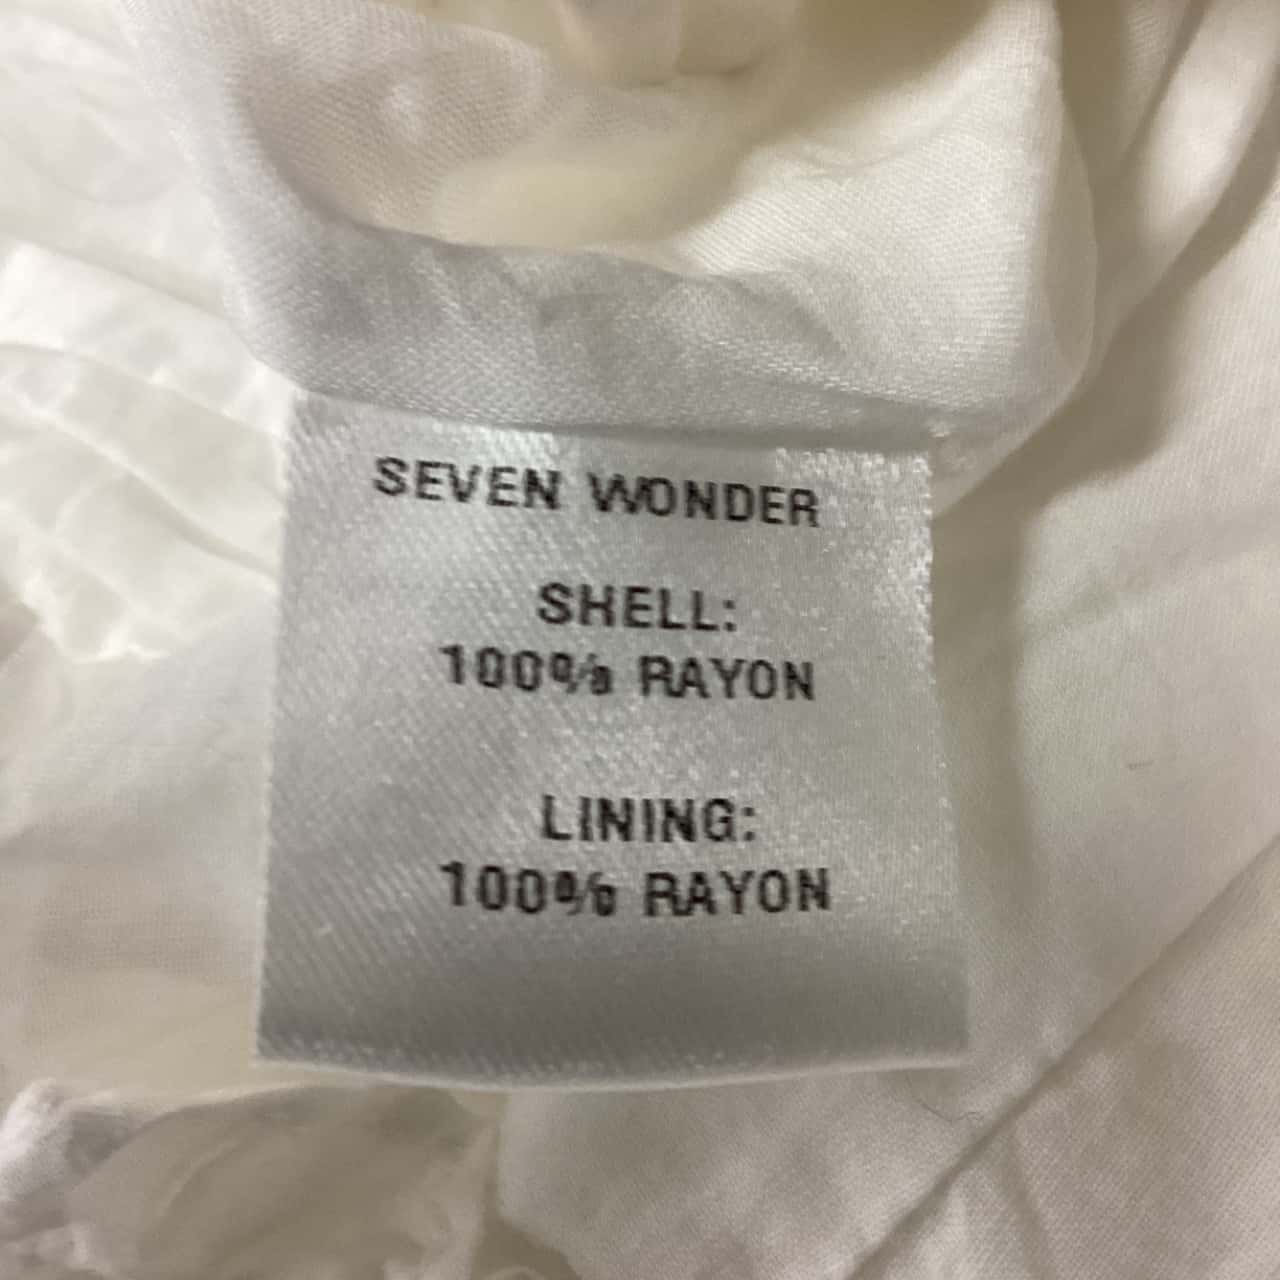 SEVEN WONDER
SHELL:
100% RAYON
LINING:
100% RAYON